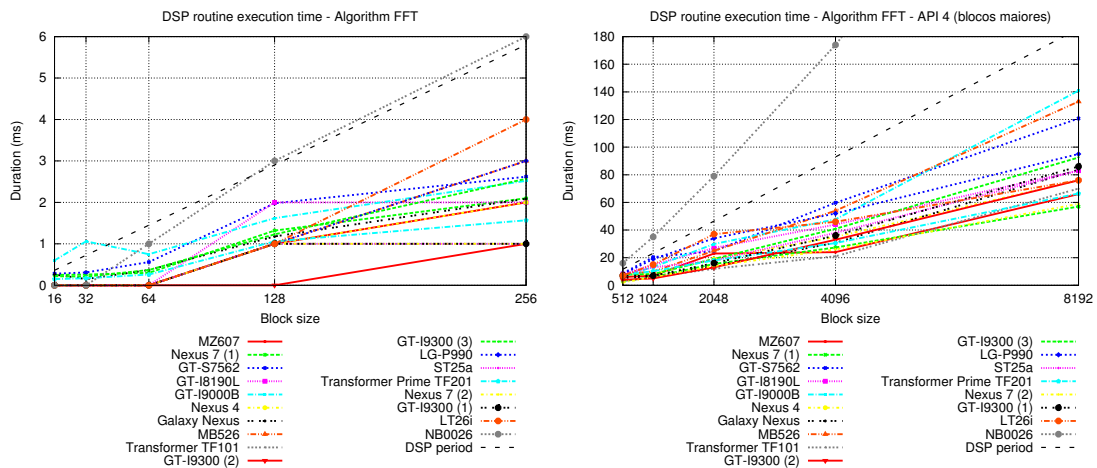 DSP routine execution time - Algorithm FFT
6
5
4
3
2
1
0
Duration (ms)
16 32 64 128 256
Block size
MZ607
Nexus 7 (1)
GT-S7562
GT-I8190L
GT-I9000B
Nexus 4
Galaxy Nexus
MB526
Transformer TF101
GT-I9300 (2)
GT-I9300 (3)
LG-P990
ST25a
Transformer Prime TF201
Nexus 7 (2)
GT-I9300 (1)
LT26i
NB0026
DSP period
DSP routine execution time - Algorithm FFT - API 4 (blocos maiores)
180
160
140
120
100
80
60
40
20
0
Duration (ms)
512 1024 2048 4096 8192
Block size
MZ607
Nexus 7 (1)
GT-S7562
GT-I8190L
GT-I9000B
Nexus 4
Galaxy Nexus
MB526
Transformer TF101
GT-I9300 (2)
GT-I9300 (3)
LG-P990
ST25a
Transformer Prime TF201
Nexus 7 (2)
GT-I9300 (1)
LT26i
NB0026
DSP period